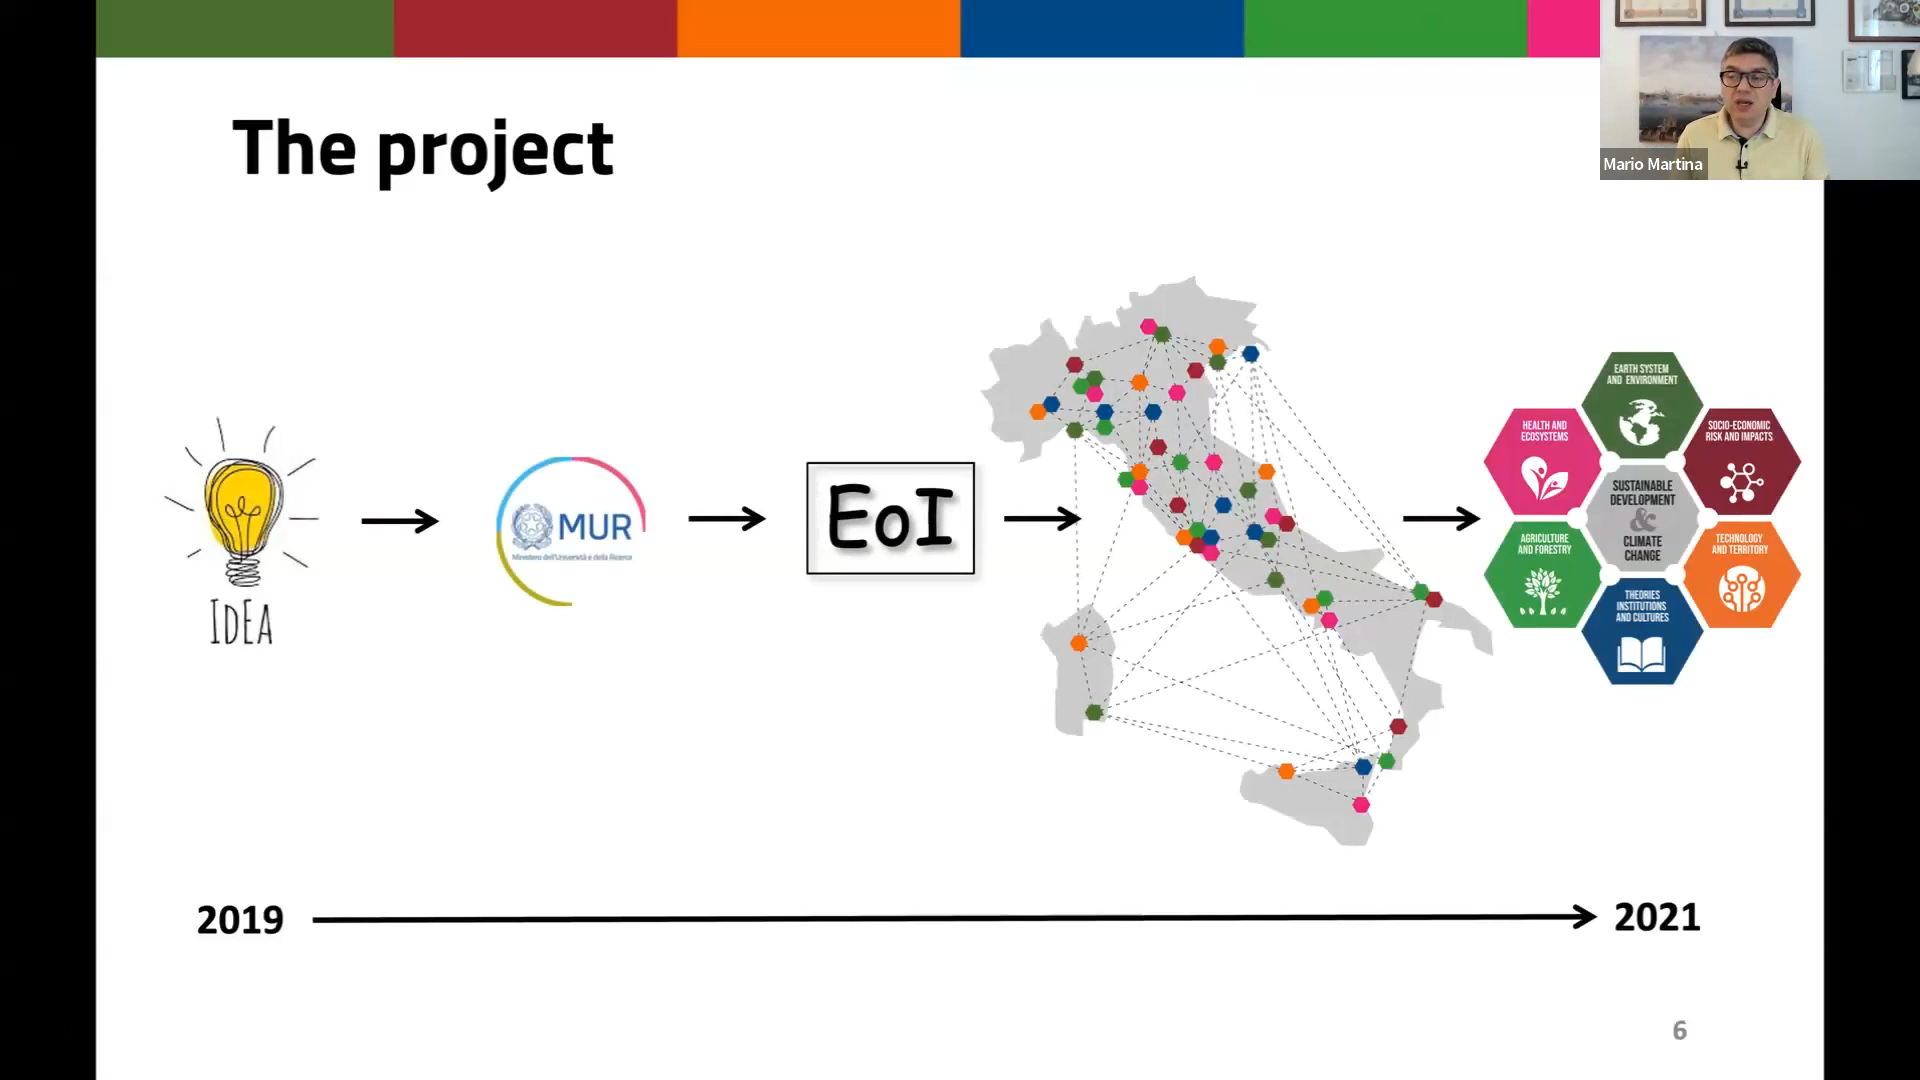 The project
Mario Martina
IDEA
MUR
Ministero dell'Università e della Ricerca
EoI
EARTH SYSTEM
AND ENVIRONMENT
HEALTH AND
ECOSYSTEMS
SOCIO-ECONOMIC
RISK AND IMPACTS
SUSTAINABLE
DEVELOPMENT
&
CLIMATE
CHANGE
AGRICULTURE
AND FORESTRY
TECHNOLOGY
AND TERRITORY
THEORIES
INSTITUTIONS
AND CULTURES
2019
2021
6